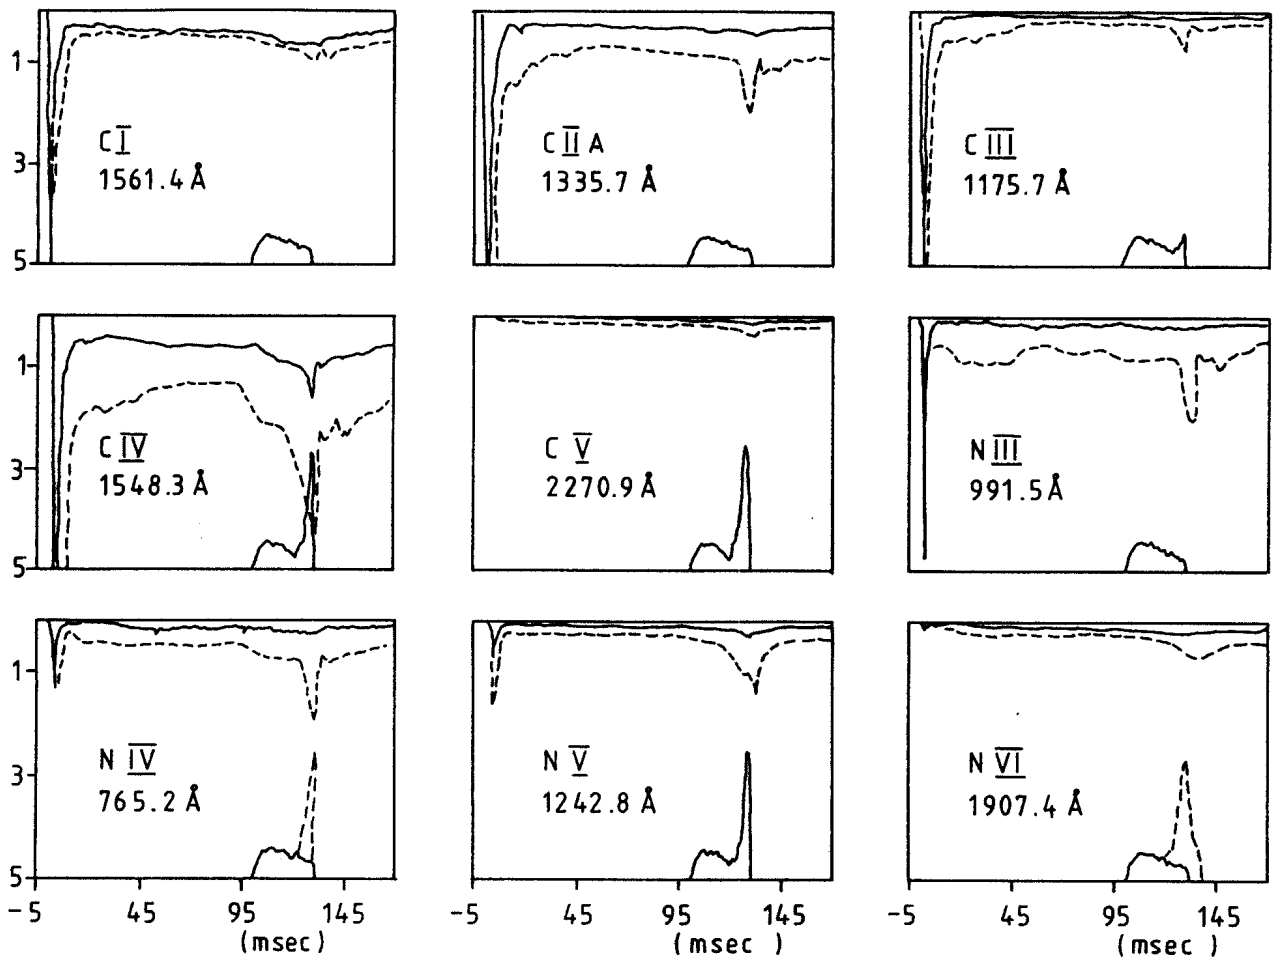 1
3
5
C I
1561.4 Å
C II A
1335.7 Å
C III
1175.7 Å
1
3
5
C IV
1548.3 Å
C V
2270.9 Å
N III
991.5 Å
1
3
5
N IV
765.2 Å
N V
1242.8 Å
N VI
1907.4 Å
-5 45 95 145
(msec)
-5 45 95 145
(msec)
-5 45 95 145
(msec)